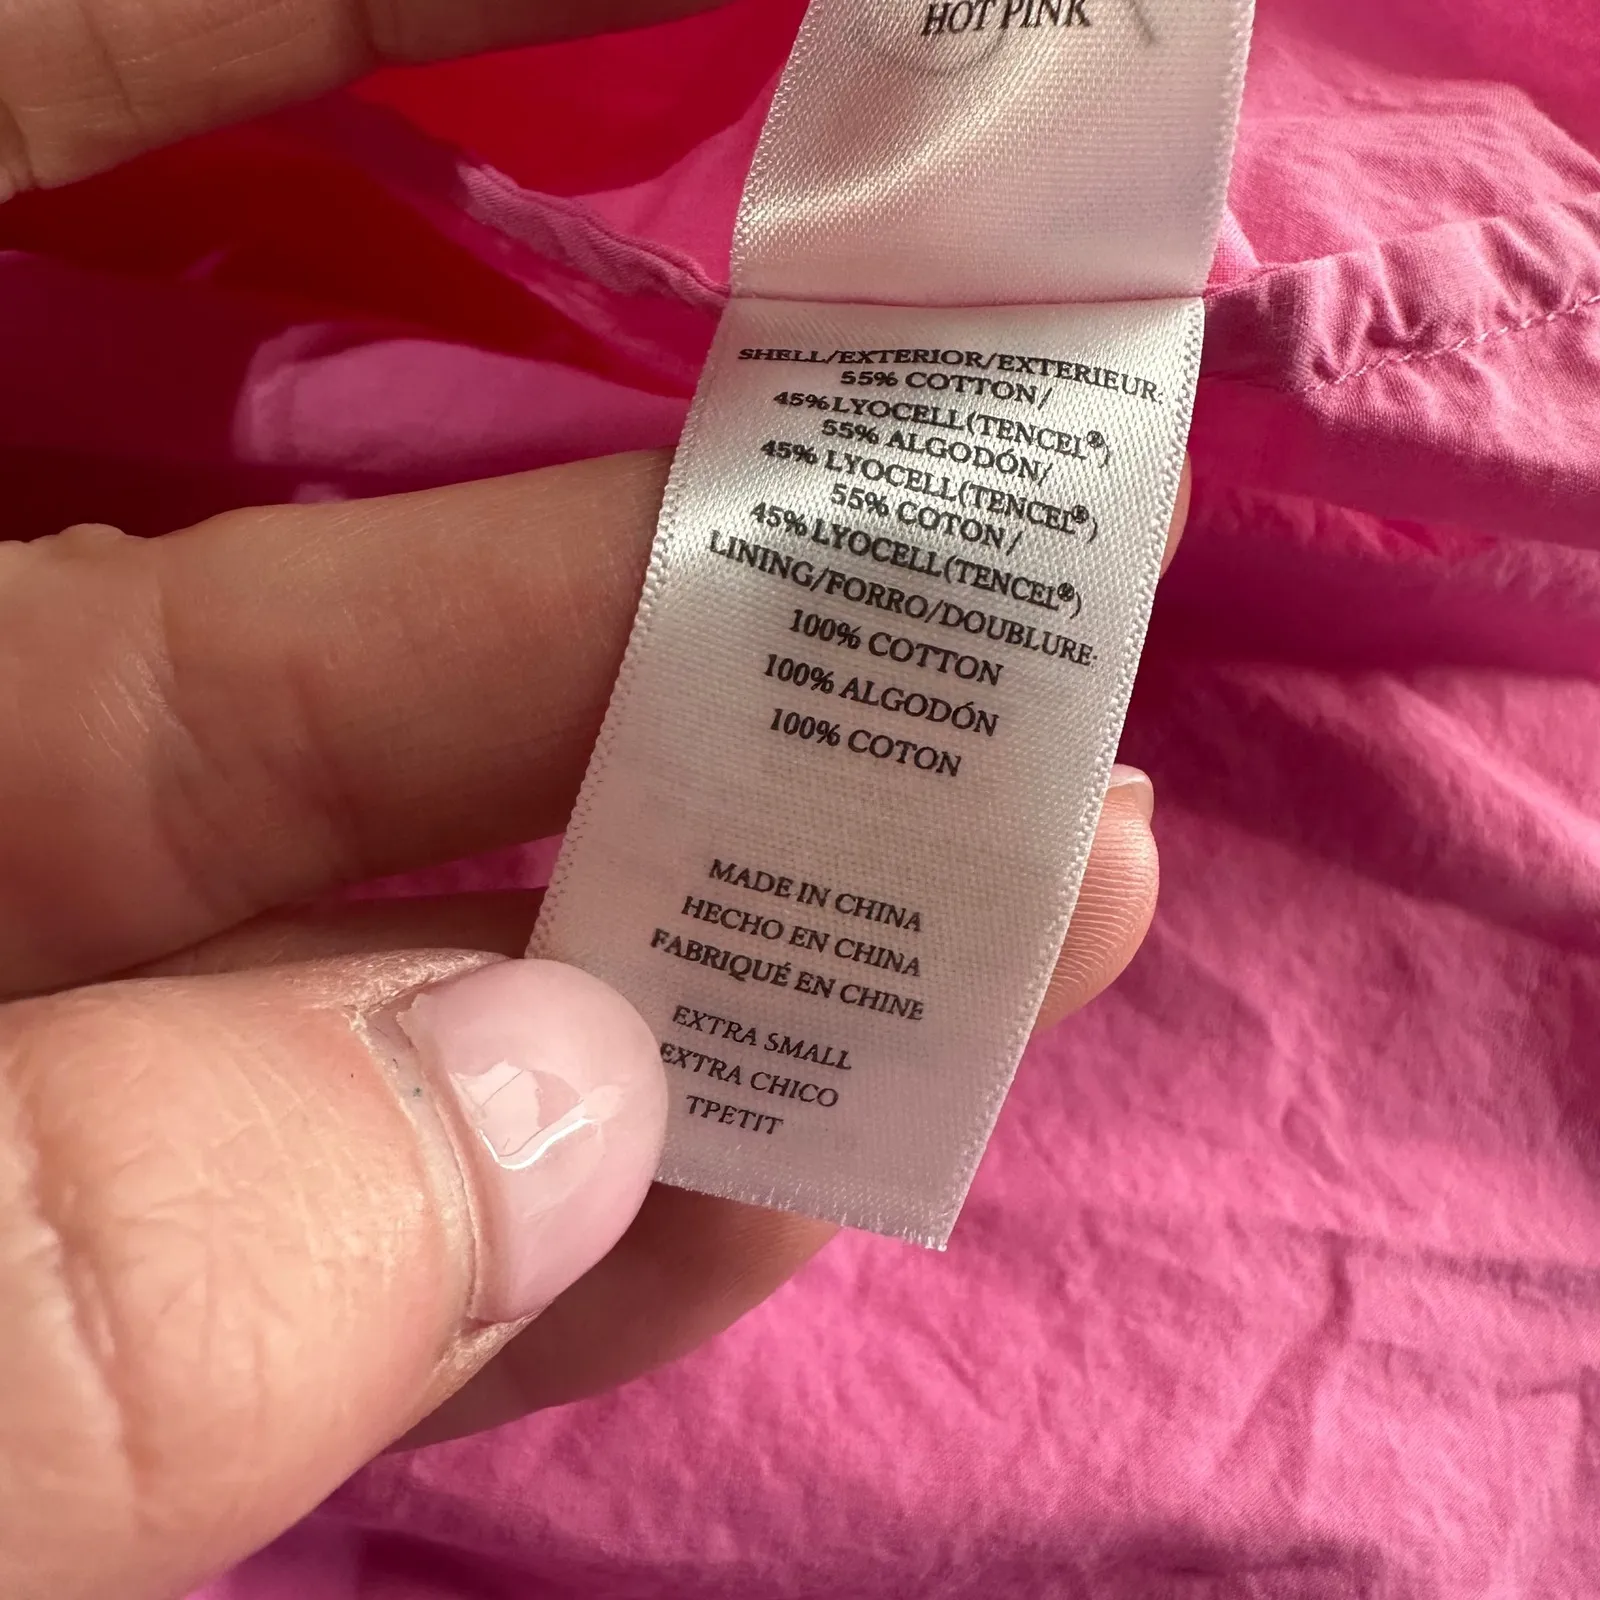 HOT PINK
SHELL/EXTERIOR/EXTERIEUR:
55% COTTON/
45% LYOCELL(TENCEL®)
55% ALGODÓN/
45% LYOCELL(TENCEL®)
55% COTON/
45% LYOCELL(TENCEL®)
LINING/FORRO/DOUBLURE:
100% COTTON
100% ALGODÓN
100% COTON
MADE IN CHINA
HECHO EN CHINA
FABRIQUÉ EN CHINE
EXTRA SMALL
EXTRA CHICO
TPETIT